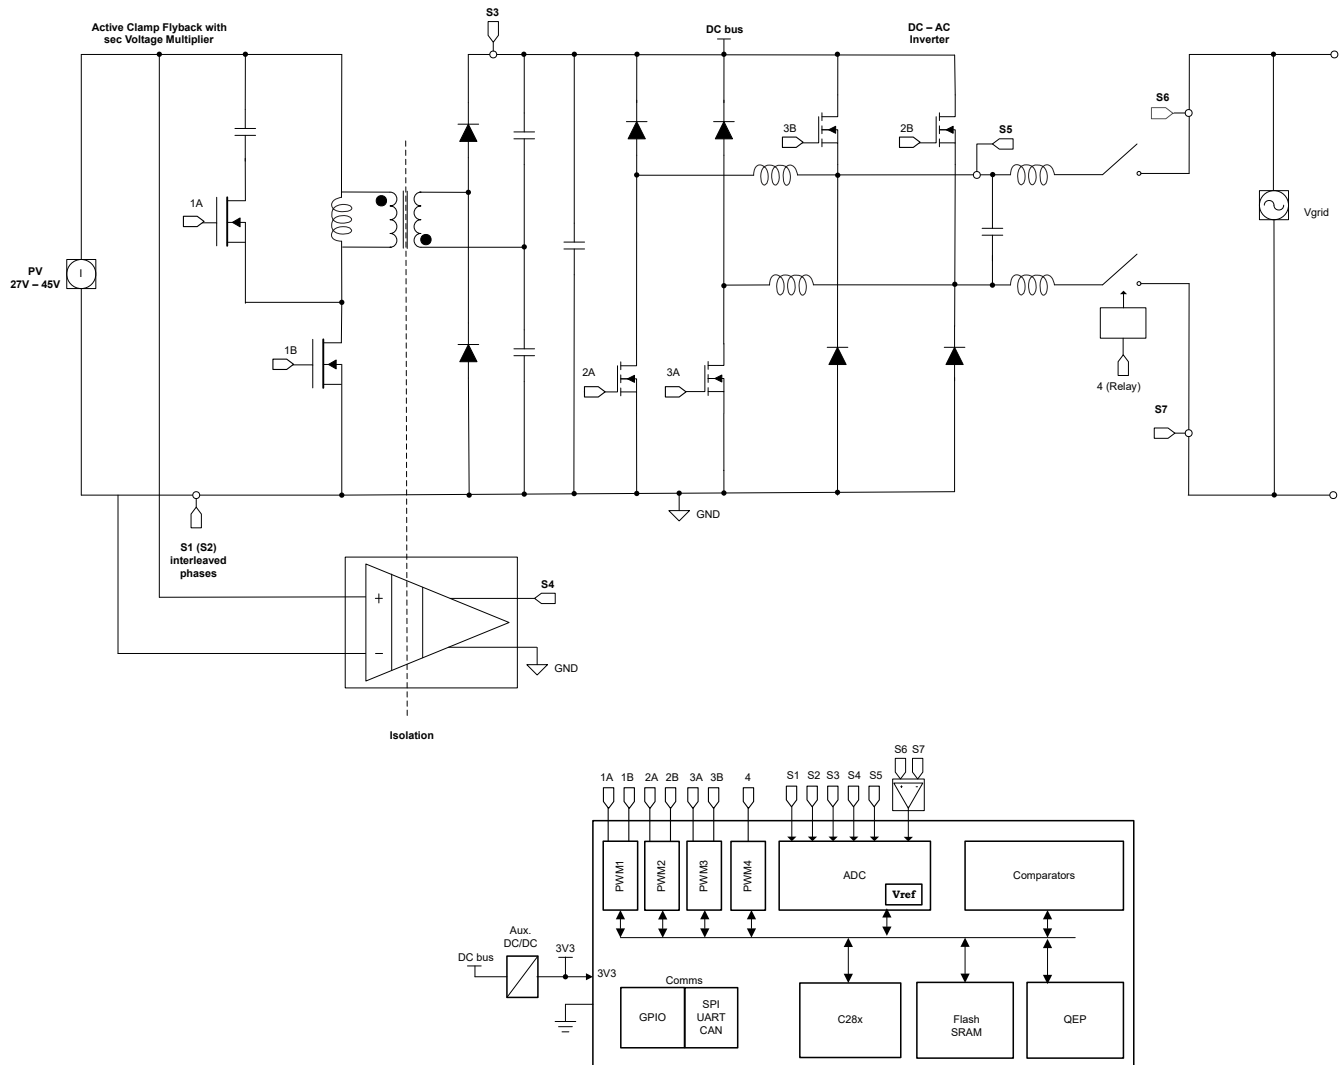 Active Clamp Flyback with
sec Voltage Multiplier
S3
DC bus
DC – AC
Inverter
S6
3B
2B
S5
1A
Vgrid
PV
27V – 45V
1B
2A
3A
4 (Relay)
S7
GND
S1 (S2)
interleaved
phases
S4
+
−
GND
Isolation
S6 S7
1A 1B 2A 2B 3A 3B 4 S1 S2 S3 S4 S5
+ -
PWM1
PWM2
PWM3
PWM4
ADC
Vref
Comparators
Aux.
DC/DC
DC bus
3V3
3V3
Comms
GPIO
SPI
UART
CAN
C28x
Flash
SRAM
QEP